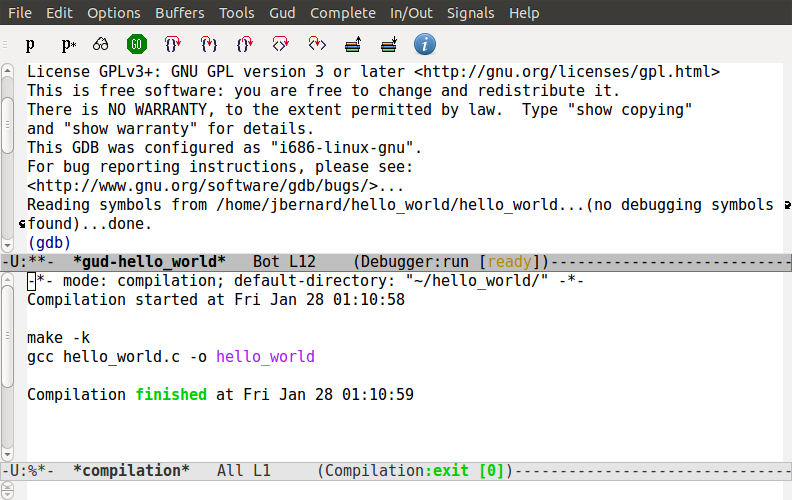 File Edit Options Buffers Tools Gud Complete In/Out Signals Help
p p* GO {} {} {} <> <> i
License GPLv3+: GNU GPL version 3 or later <http://gnu.org/licenses/gpl.html>
This is free software: you are free to change and redistribute it.
There is NO WARRANTY, to the extent permitted by law.  Type "show copying"
and "show warranty" for details.
This GDB was configured as "i686-linux-gnu".
For bug reporting instructions, please see:
<http://www.gnu.org/software/gdb/bugs/>...
Reading symbols from /home/jbernard/hello_world/hello_world...(no debugging symbols
found)...done.
(gdb)
-U:**-  *gud-hello_world*   Bot L12    (Debugger:run [ready])---------------------------
-*- mode: compilation; default-directory: "~/hello_world/" -*-
Compilation started at Fri Jan 28 01:10:58
make -k
gcc hello_world.c -o hello_world
Compilation finished at Fri Jan 28 01:10:59
-U:%*-  *compilation*   All L1     (Compilation:exit [0])-------------------------------